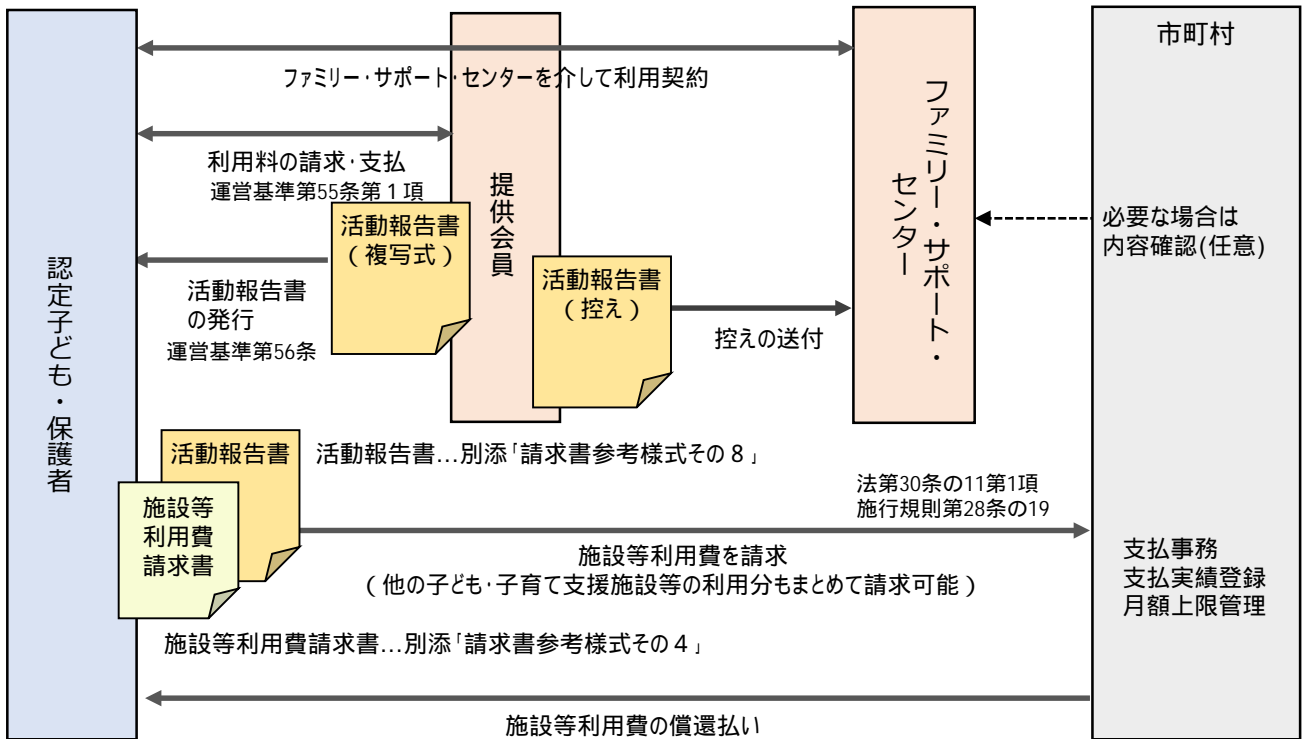 市町村
ファミリー・サポート・センターを介して利用契約
利用料の請求・支払
運営基準第55条第１項
提供会員
ファミリー・サポート・
センター
活動報告書
（複写式）
活動報告書
の発行
運営基準第56条
活動報告書
（控え）
控えの送付
必要な場合は
内容確認(任意)
認定子ども・保護者
活動報告書
活動報告書…別添「請求書参考様式その８」
施設等
利用費
請求書
法第30条の11第1項
施行規則第28条の19
施設等利用費を請求
（他の子ども・子育て支援施設等の利用分もまとめて請求可能）
支払事務
支払実績登録
月額上限管理
施設等利用費請求書…別添「請求書参考様式その４」
施設等利用費の償還払い